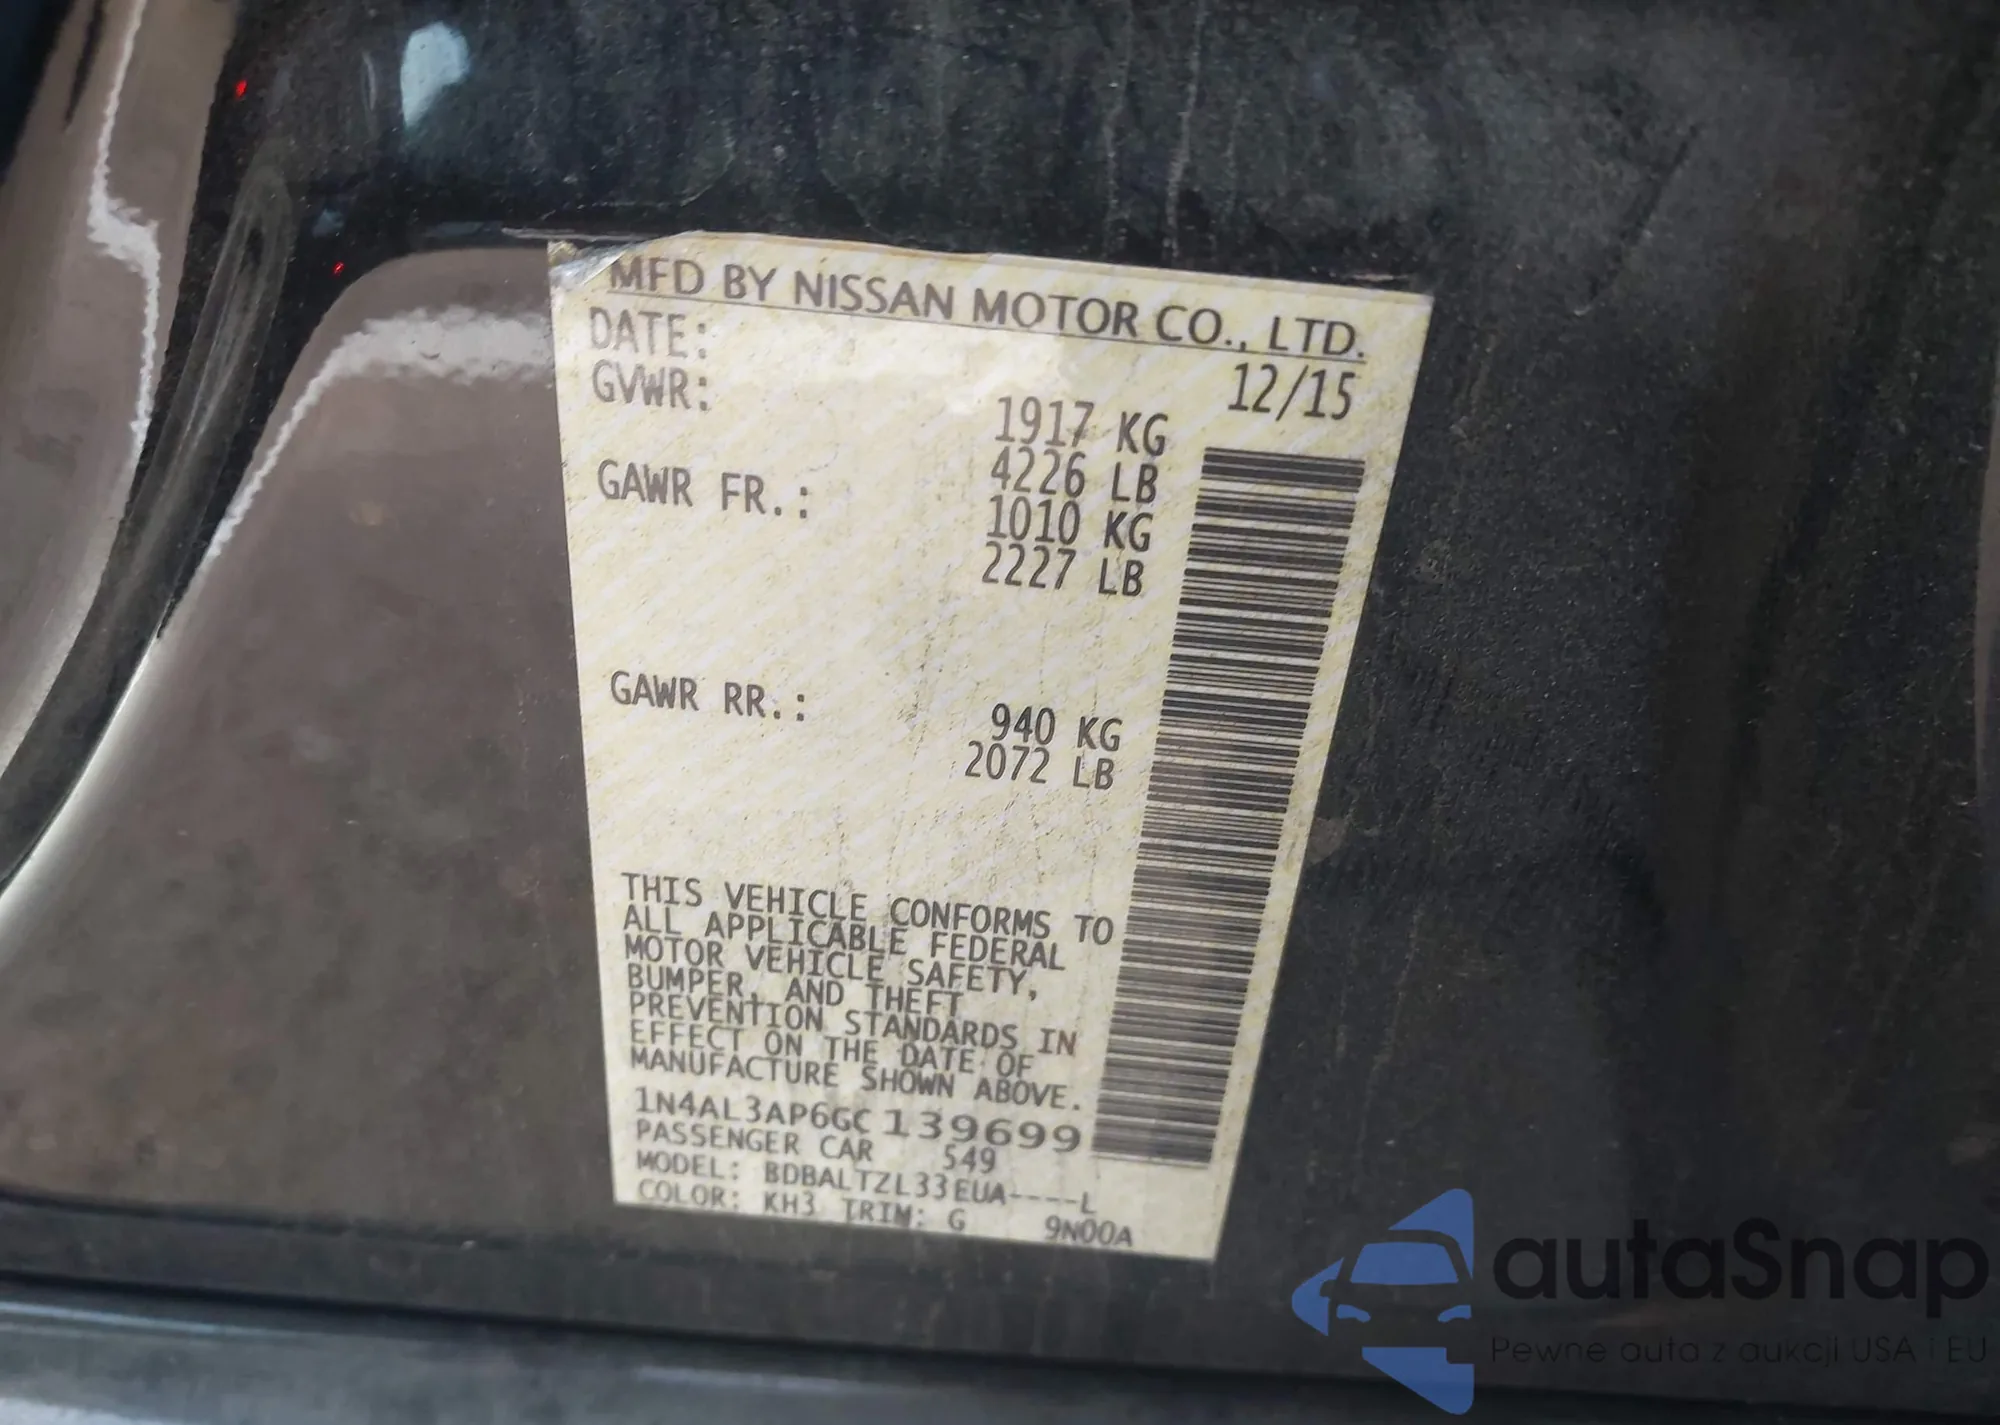 MFD BY NISSAN MOTOR CO., LTD.
DATE: 12/15
GVWR: 1917 KG
4226 LB
GAWR FR.: 1010 KG
2227 LB
GAWR RR.: 940 KG
2072 LB
THIS VEHICLE CONFORMS TO
ALL APPLICABLE FEDERAL
MOTOR VEHICLE SAFETY,
BUMPER, AND THEFT
PREVENTION STANDARDS IN
EFFECT ON THE DATE OF
MANUFACTURE SHOWN ABOVE.
1N4AL3AP6GC139699
PASSENGER CAR 549
MODEL: BDBALTZL33EUA----L
COLOR: KH3 TRIM: G 9N00A
autaSnap
Pewne auta z aukcji USA i EU